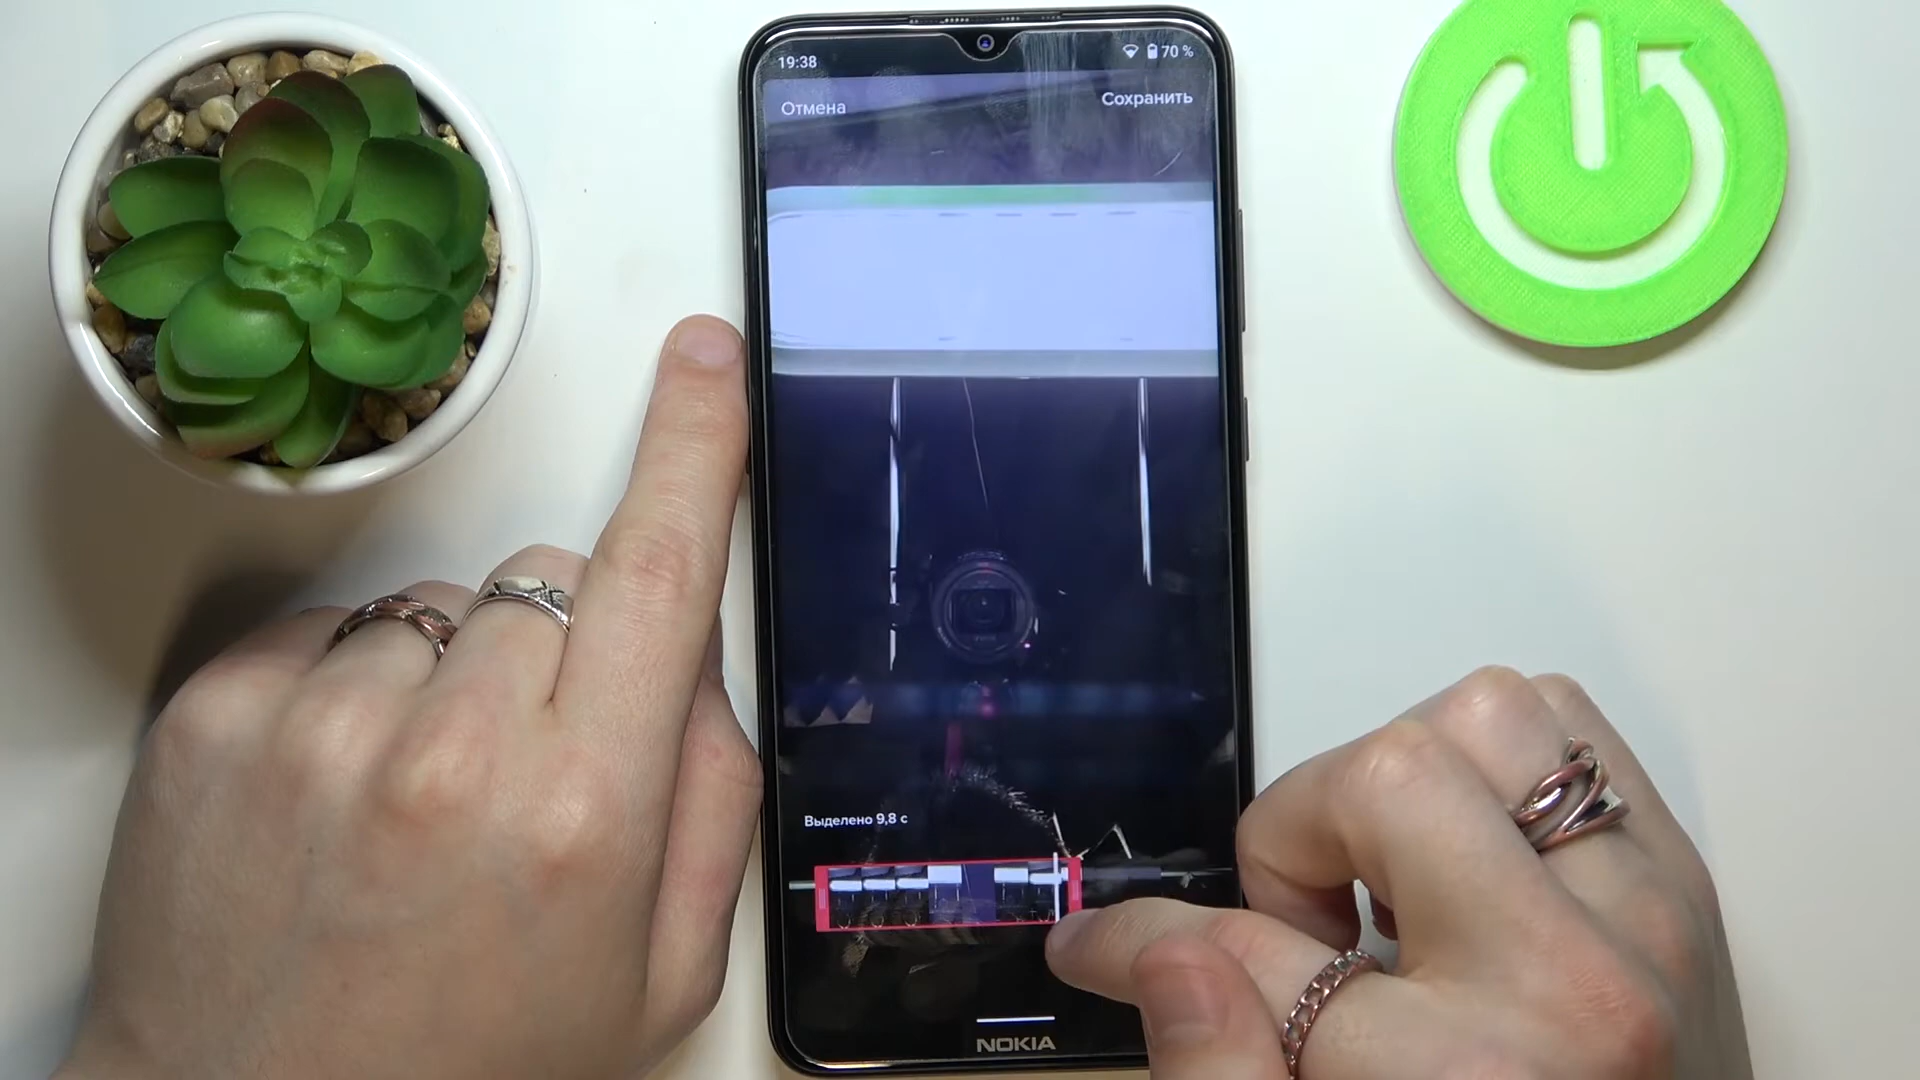 19:38
70 %
Отмена
Сохранить
Выделено 9,8 с
NOKIA